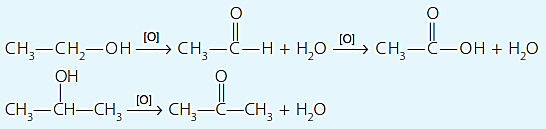 O O
CH₃—CH₂—OH [O] → CH₃—C—H + H₂O [O] → CH₃—C—OH + H₂O
OH O
CH₃—CH—CH₃ [O] → CH₃—C—CH₃ + H₂O